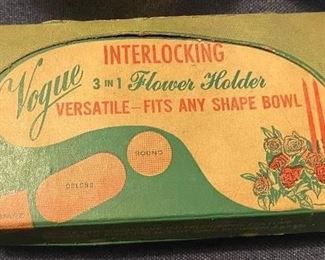 INTERLOCKING
Vogue
3 IN 1 Flower Holder
VERSATILE-FITS ANY SHAPE BOWL
ROUND
OBLONG